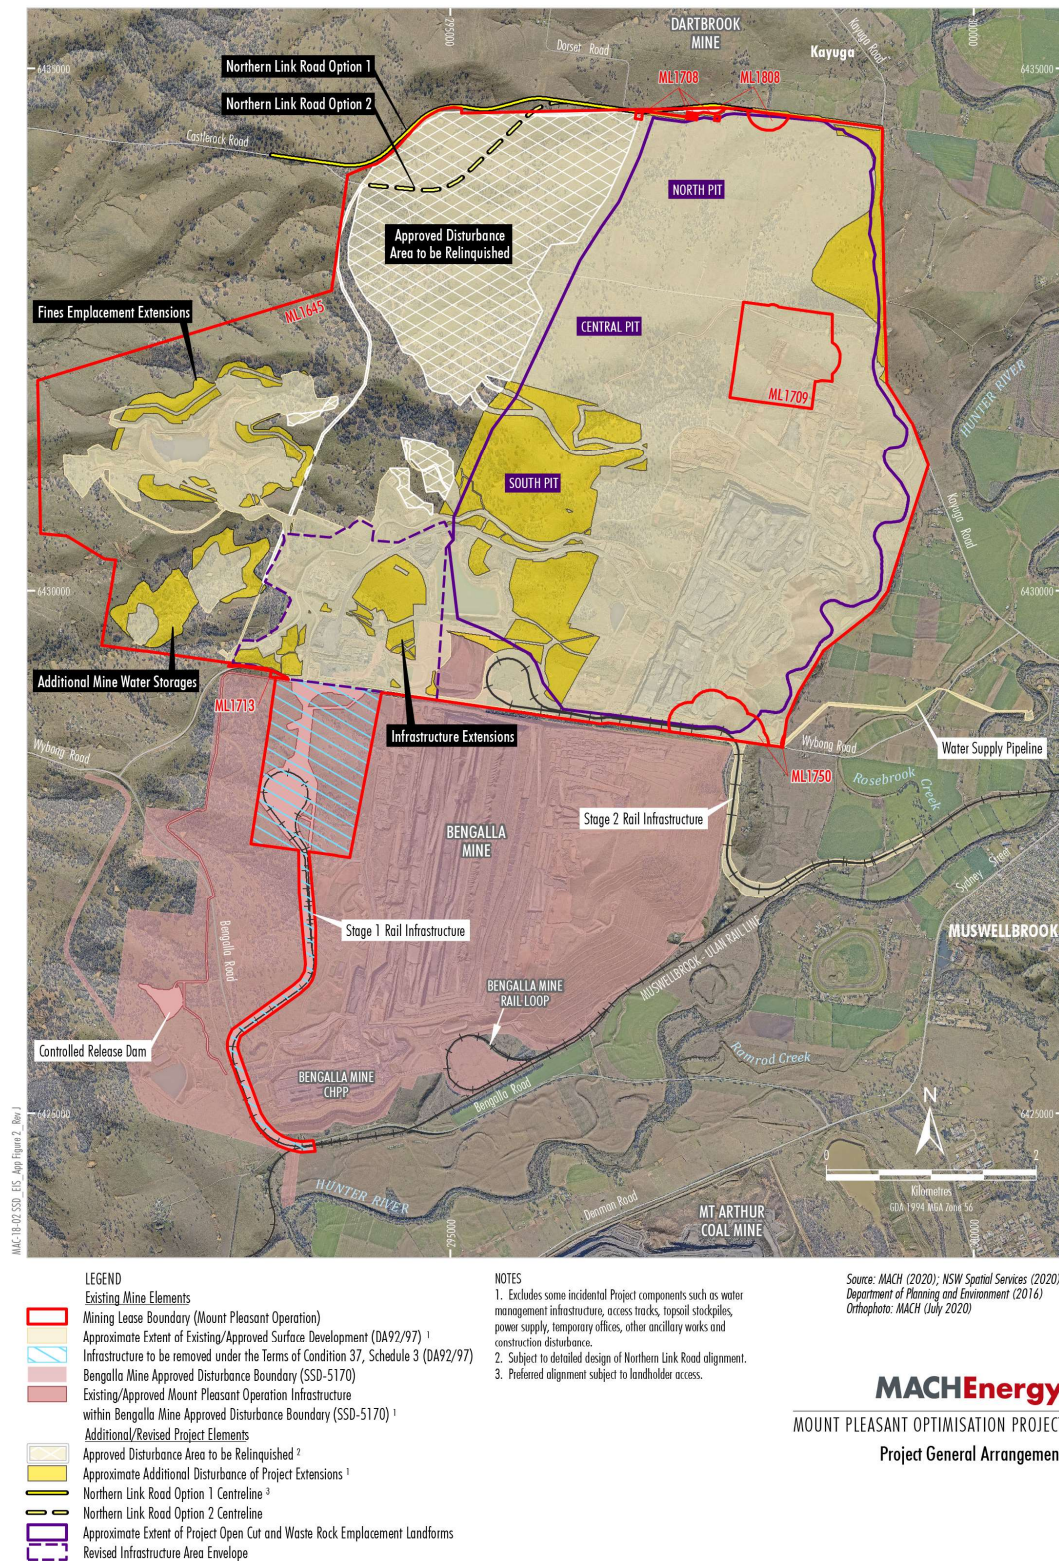 295000
300000
DARTBROOK
MINE
Dorset Road
Kayuga
Kayuga Road
6435000
6435000
Northern Link Road Option 1
Northern Link Road Option 2
ML1708
ML1808
Castlerock Road
NORTH PIT
Approved Disturbance
Area to be Relinquished
Fines Emplacement Extensions
ML1645
CENTRAL PIT
ML1709
HUNTER RIVER
SOUTH PIT
Kayuga Road
6430000
6430000
Additional Mine Water Storages
ML1713
Infrastructure Extensions
Wybong Road
Wybong Road
Water Supply Pipeline
ML1750
Rosebrook Creek
Stage 2 Rail Infrastructure
BENGALLA
MINE
Sydney Street
Stage 1 Rail Infrastructure
Bengalla Road
MUSWELLBROOK
MUSWELLBROOK - ULAN RAIL LINE
BENGALLA MINE
RAIL LOOP
Controlled Release Dam
Ramrod Creek
BENGALLA MINE
CHPP
Bengalla Road
6425000
6425000
N
0
2
Kilometres
GDA 1994 MGA Zone 56
HUNTER RIVER
Denman Road
MT ARTHUR
COAL MINE
295000
300000
MAC-18-02 SSD_EIS_App Figure 2_Rev J
LEGEND
Existing Mine Elements
Mining Lease Boundary (Mount Pleasant Operation)
Approximate Extent of Existing/Approved Surface Development (DA92/97) 1
Infrastructure to be removed under the Terms of Condition 37, Schedule 3 (DA92/97)
Bengalla Mine Approved Disturbance Boundary (SSD-5170)
Existing/Approved Mount Pleasant Operation Infrastructure
within Bengalla Mine Approved Disturbance Boundary (SSD-5170) 1
Additional/Revised Project Elements
Approved Disturbance Area to be Relinquished 2
Approximate Additional Disturbance of Project Extensions 1
Northern Link Road Option 1 Centreline 3
Northern Link Road Option 2 Centreline
Approximate Extent of Project Open Cut and Waste Rock Emplacement Landforms
Revised Infrastructure Area Envelope
NOTES
1. Excludes some incidental Project components such as water
management infrastructure, access tracks, topsoil stockpiles,
power supply, temporary offices, other ancillary works and
construction disturbance.
2. Subject to detailed design of Northern Link Road alignment.
3. Preferred alignment subject to landholder access.
Source: MACH (2020); NSW Spatial Services (2020)
Department of Planning and Environment (2016)
Orthophoto: MACH (July 2020)
MACHEnergy
MOUNT PLEASANT OPTIMISATION PROJECT
Project General Arrangemen